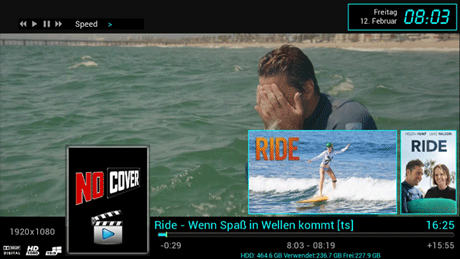 Freitag
12. Februar
08:03
Speed >
RIDE
HELEN HUNT LUKE WILSON
RIDE
NO COVER
1920x1080
DOLBY
DIGITAL
HD
Ride - Wenn Spaß in Wellen kommt [ts]
16:25
-0:29
8:03 - 08:19
+15:55
HDD: 464.6 GB Verwendet:236.7 GB Frei:227.9 GB